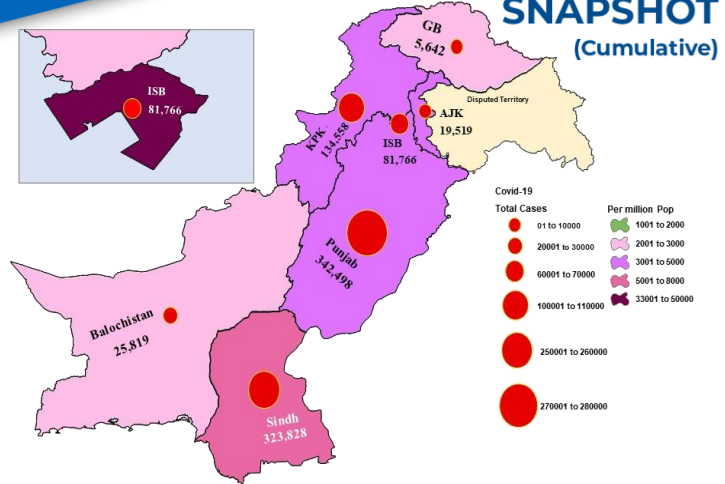 SNAPSHOT
(Cumulative)
GB
5,642
ISB
81,766
Disputed Territory
AJK
19,519
KPK.
134,558
ISB
81,766
Punjab
342,498
Balochistan
25,819
Sindh
323,828
Covid-19
Total Cases
01 to 10000
20001 to 30000
60001 to 70000
100001 to 110000
250001 to 260000
270001 to 280000
Per million Pop
1001 to 2000
2001 to 3000
3001 to 5000
5001 to 8000
33001 to 50000